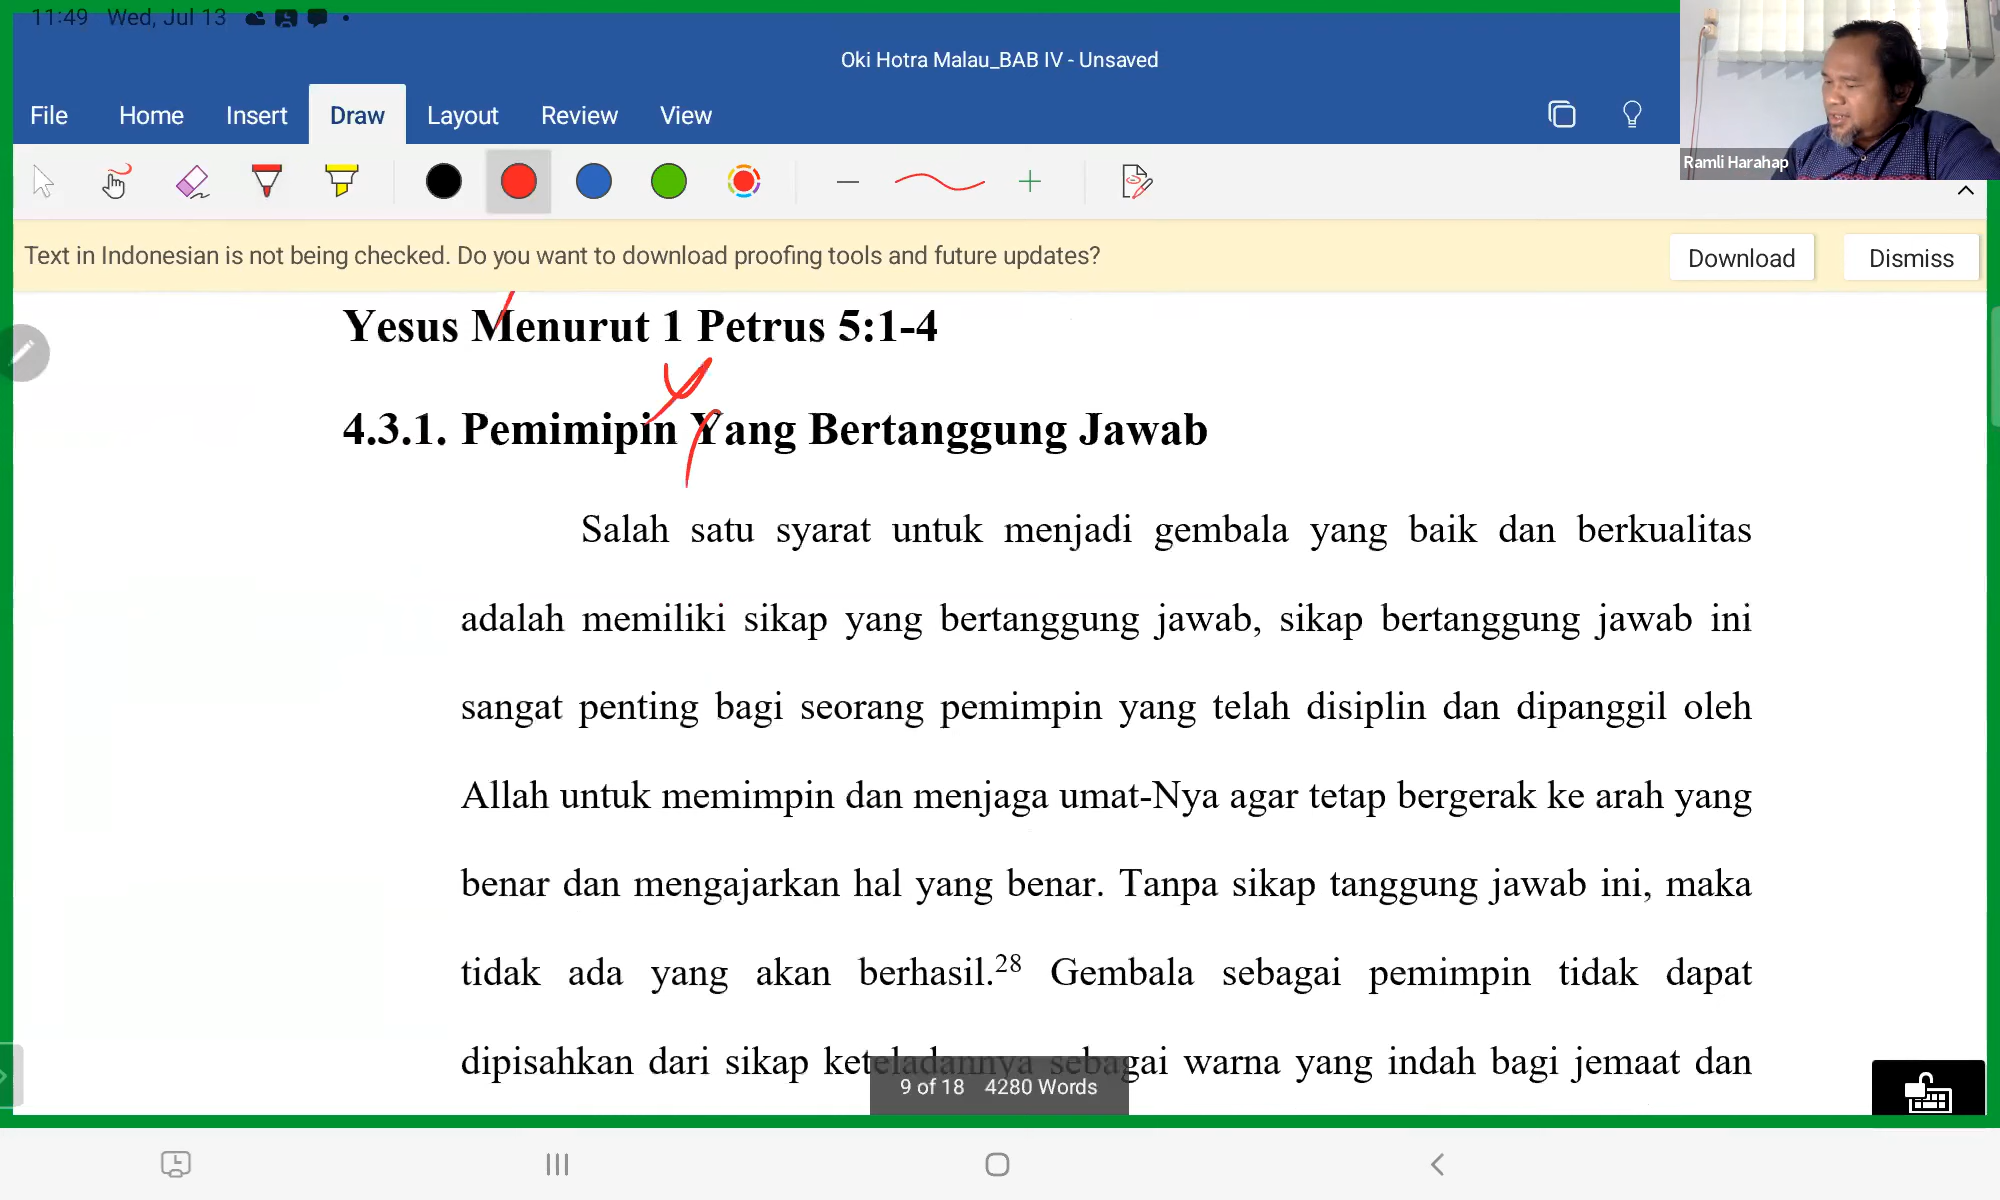 11:49 Wed, Jul 13
Oki Hotra Malau_BAB IV - Unsaved
File Home Insert Draw Layout Review View
Ramli Harahap
Text in Indonesian is not being checked. Do you want to download proofing tools and future updates?
Download Dismiss
Yesus Menurut 1 Petrus 5:1-4
4.3.1. Pemimipin Yang Bertanggung Jawab
Salah satu syarat untuk menjadi gembala yang baik dan berkualitas
adalah memiliki sikap yang bertanggung jawab, sikap bertanggung jawab ini
sangat penting bagi seorang pemimpin yang telah disiplin dan dipanggil oleh
Allah untuk memimpin dan menjaga umat-Nya agar tetap bergerak ke arah yang
benar dan mengajarkan hal yang benar. Tanpa sikap tanggung jawab ini, maka
tidak ada yang akan berhasil.28 Gembala sebagai pemimpin tidak dapat
dipisahkan dari sikap keteladannya sebagai warna yang indah bagi jemaat dan
9 of 18 4280 Words